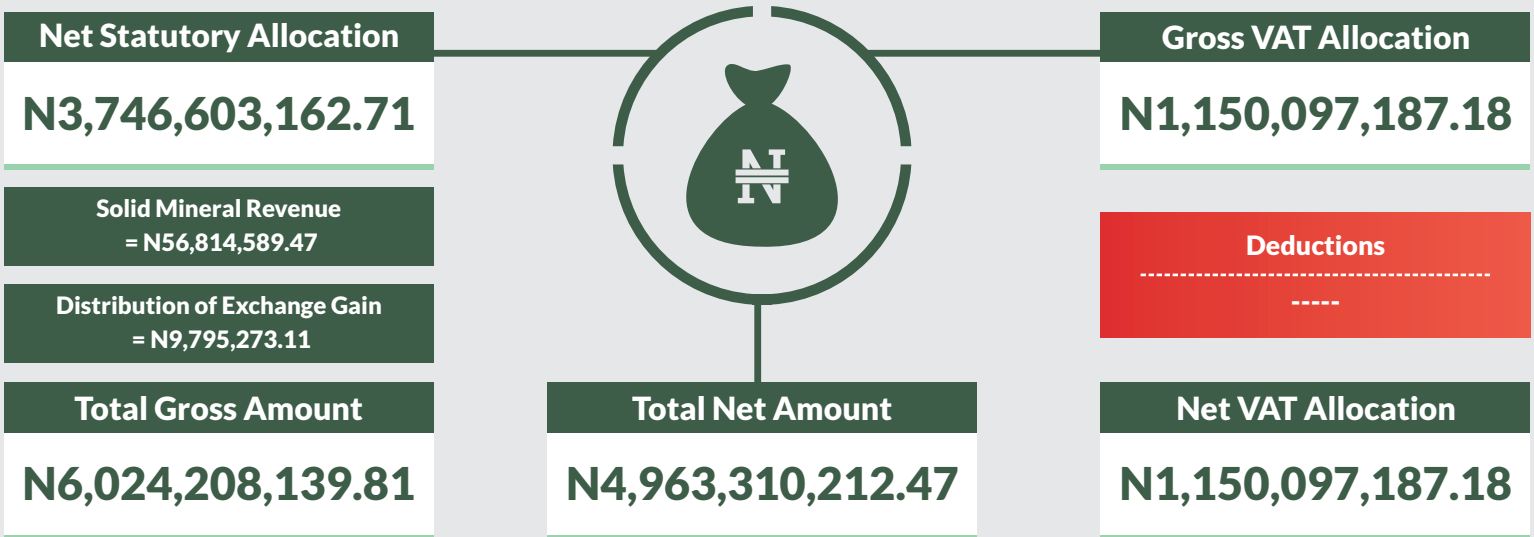 Net Statutory Allocation
N3,746,603,162.71
Solid Mineral Revenue
= N56,814,589.47
Distribution of Exchange Gain
= N9,795,273.11
Total Gross Amount
N6,024,208,139.81
₦
Total Net Amount
N4,963,310,212.47
Gross VAT Allocation
N1,150,097,187.18
Deductions
-----
Net VAT Allocation
N1,150,097,187.18